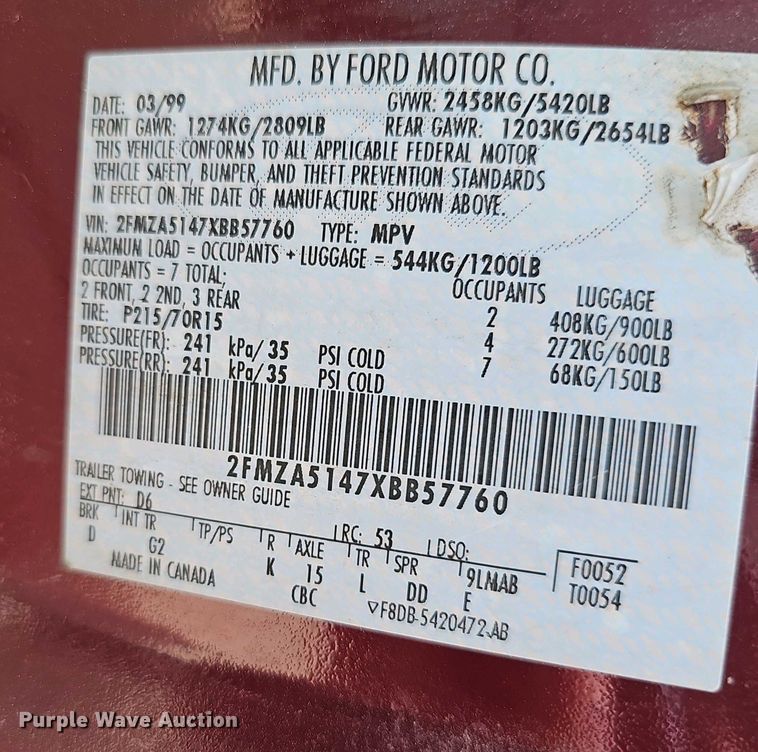 MFD. BY FORD MOTOR CO.
DATE: 03/99 GVWR: 2458KG/5420LB
FRONT GAWR: 1274KG/2809LB REAR GAWR: 1203KG/2654LB
THIS VEHICLE CONFORMS TO ALL APPLICABLE FEDERAL MOTOR
VEHICLE SAFETY, BUMPER, AND THEFT PREVENTION STANDARDS
IN EFFECT ON THE DATE OF MANUFACTURE SHOWN ABOVE.
VIN: 2FMZA5147XBB57760 TYPE: MPV
MAXIMUM LOAD = OCCUPANTS + LUGGAGE = 544KG/1200LB
OCCUPANTS = 7 TOTAL; OCCUPANTS LUGGAGE
2 FRONT, 2 2ND, 3 REAR 2 408KG/900LB
TIRE: P215/70R15 4 272KG/600LB
PRESSURE(FR): 241 kPa/35 PSI COLD 7 68KG/150LB
PRESSURE(RR): 241 kPa/35 PSI COLD
2FMZA5147XBB57760
TRAILER TOWING - SEE OWNER GUIDE
EXT PNT: D6 RC: 53 DSO: F0052
BRK INT TR TP/PS R AXLE TR SPR 9LMAB T0054
D G2 K 15 L DD E
MADE IN CANADA CBC ▽F8DB-5420472-AB
Purple Wave Auction